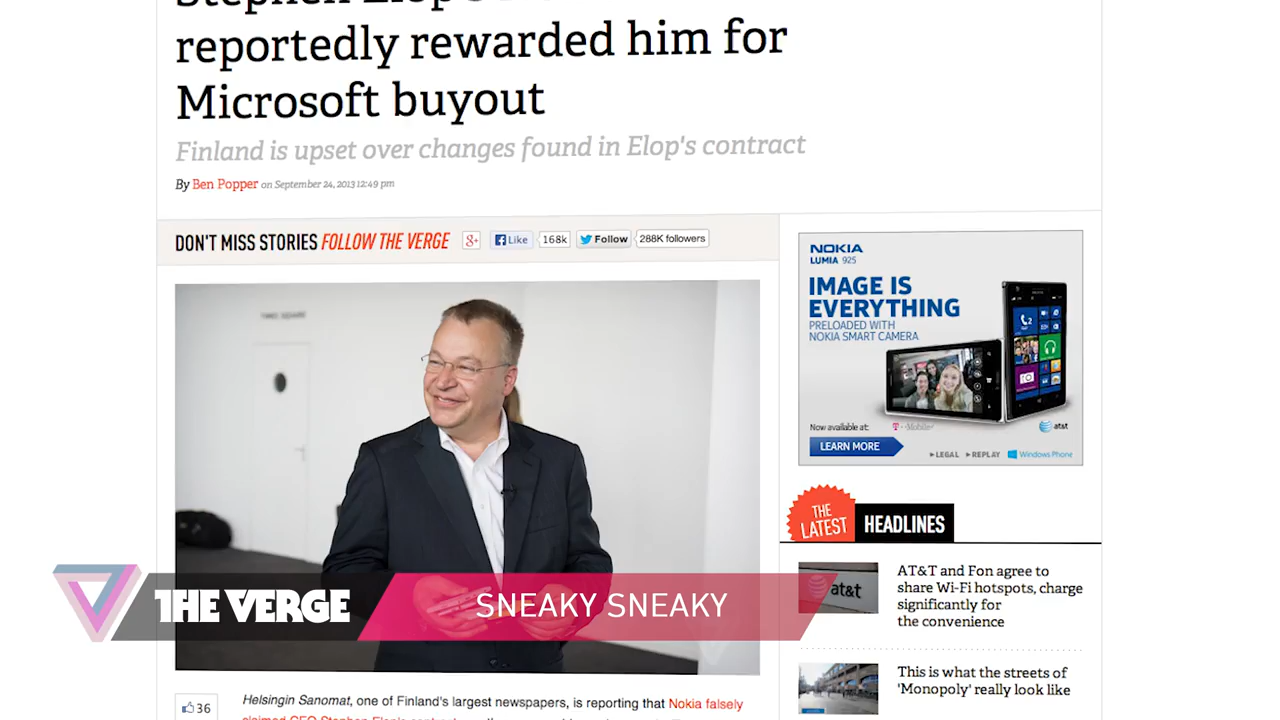 reportedly rewarded him for
Microsoft buyout
Finland is upset over changes found in Elop's contract
By Ben Popper on September 24, 2013 12:49 pm
DON'T MISS STORIES FOLLOW THE VERGE
Like 168k
Follow 288K followers
NOKIA
LUMIA 925
IMAGE IS
EVERYTHING
PRELOADED WITH
NOKIA SMART CAMERA
Now available at: T-Mobile at&t
LEARN MORE
LEGAL REPLAY Windows Phone
THE
LATEST
HEADLINES
at&t
AT&T and Fon agree to
share Wi-Fi hotspots, charge
significantly for
the convenience
THE VERGE
SNEAKY SNEAKY
This is what the streets of
'Monopoly' really look like
36
Helsingin Sanomat, one of Finland's largest newspapers, is reporting that Nokia falsely